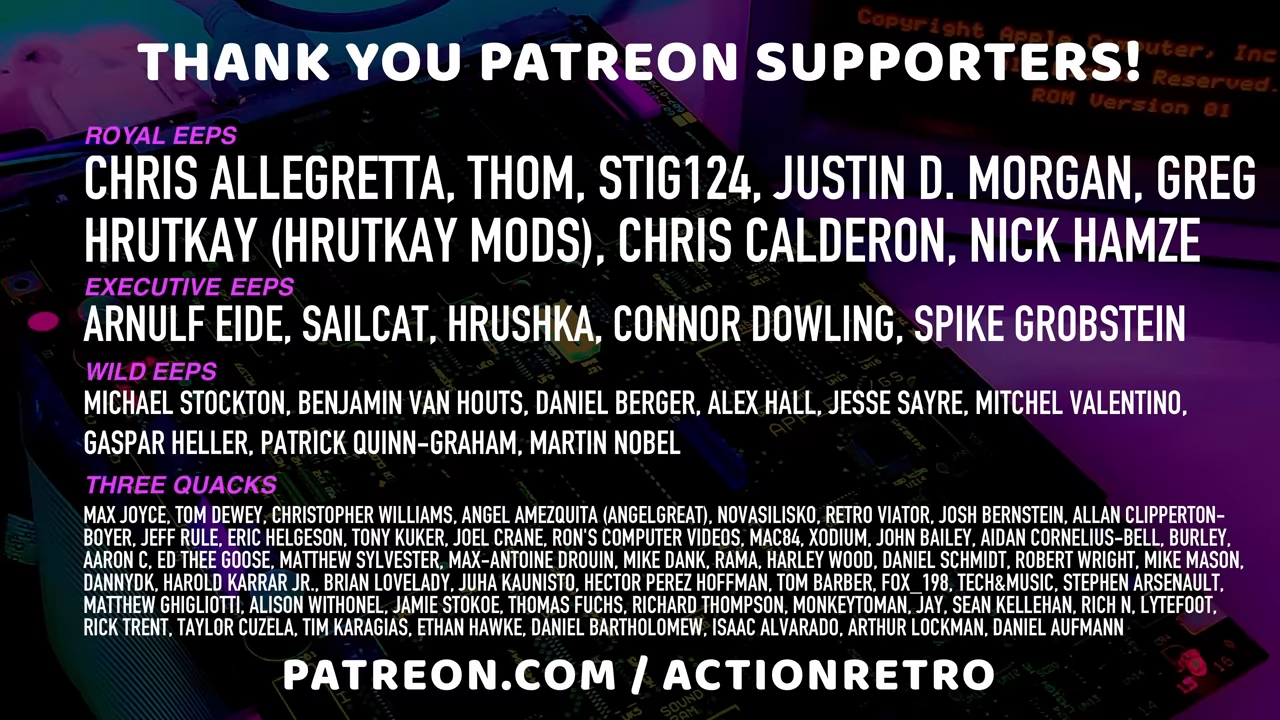 Copyright Apple Computer, Inc
Reserved.
ROM Version 01
THANK YOU PATREON SUPPORTERS!
ROYAL EEPS
CHRIS ALLEGRETTA, THOM, STIG124, JUSTIN D. MORGAN, GREG
HRUTKAY (HRUTKAY MODS), CHRIS CALDERON, NICK HAMZE
EXECUTIVE EEPS
ARNULF EIDE, SAILCAT, HRUSHKA, CONNOR DOWLING, SPIKE GROBSTEIN
WILD EEPS
MICHAEL STOCKTON, BENJAMIN VAN HOUTS, DANIEL BERGER, ALEX HALL, JESSE SAYRE, MITCHEL VALENTINO,
GASPAR HELLER, PATRICK QUINN-GRAHAM, MARTIN NOBEL
THREE QUACKS
MAX JOYCE, TOM DEWEY, CHRISTOPHER WILLIAMS, ANGEL AMEZQUITA (ANGELGREAT), NOVASILISKO, RETRO VIATOR, JOSH BERNSTEIN, ALLAN CLIPPERTON-
BOYER, JEFF RULE, ERIC HELGESON, TONY KUKER, JOEL CRANE, RON'S COMPUTER VIDEOS, MAC84, XODIUM, JOHN BAILEY, AIDAN CORNELIUS-BELL, BURLEY,
AARON C, ED THEE GOOSE, MATTHEW SYLVESTER, MAX-ANTOINE DROUIN, MIKE DANK, RAMA, HARLEY WOOD, DANIEL SCHMIDT, ROBERT WRIGHT, MIKE MASON,
DANNYDK, HAROLD KARRAR JR., BRIAN LOVELADY, JUHA KAUNISTO, HECTOR PEREZ HOFFMAN, TOM BARBER, FOX_198, TECH&MUSIC, STEPHEN ARSENAULT,
MATTHEW GHIGLIOTTI, ALISON WITHONEL, JAMIE STOKOE, THOMAS FUCHS, RICHARD THOMPSON, MONKEYTOMAN, JAY, SEAN KELLEHAN, RICH N, LYTEFOOT,
RICK TRENT, TAYLOR CUZELA, TIM KARAGIAS, ETHAN HAWKE, DANIEL BARTHOLOMEW, ISAAC ALVARADO, ARTHUR LOCKMAN, DANIEL AUFMANN
PATREON.COM / ACTIONRETRO
SOUND